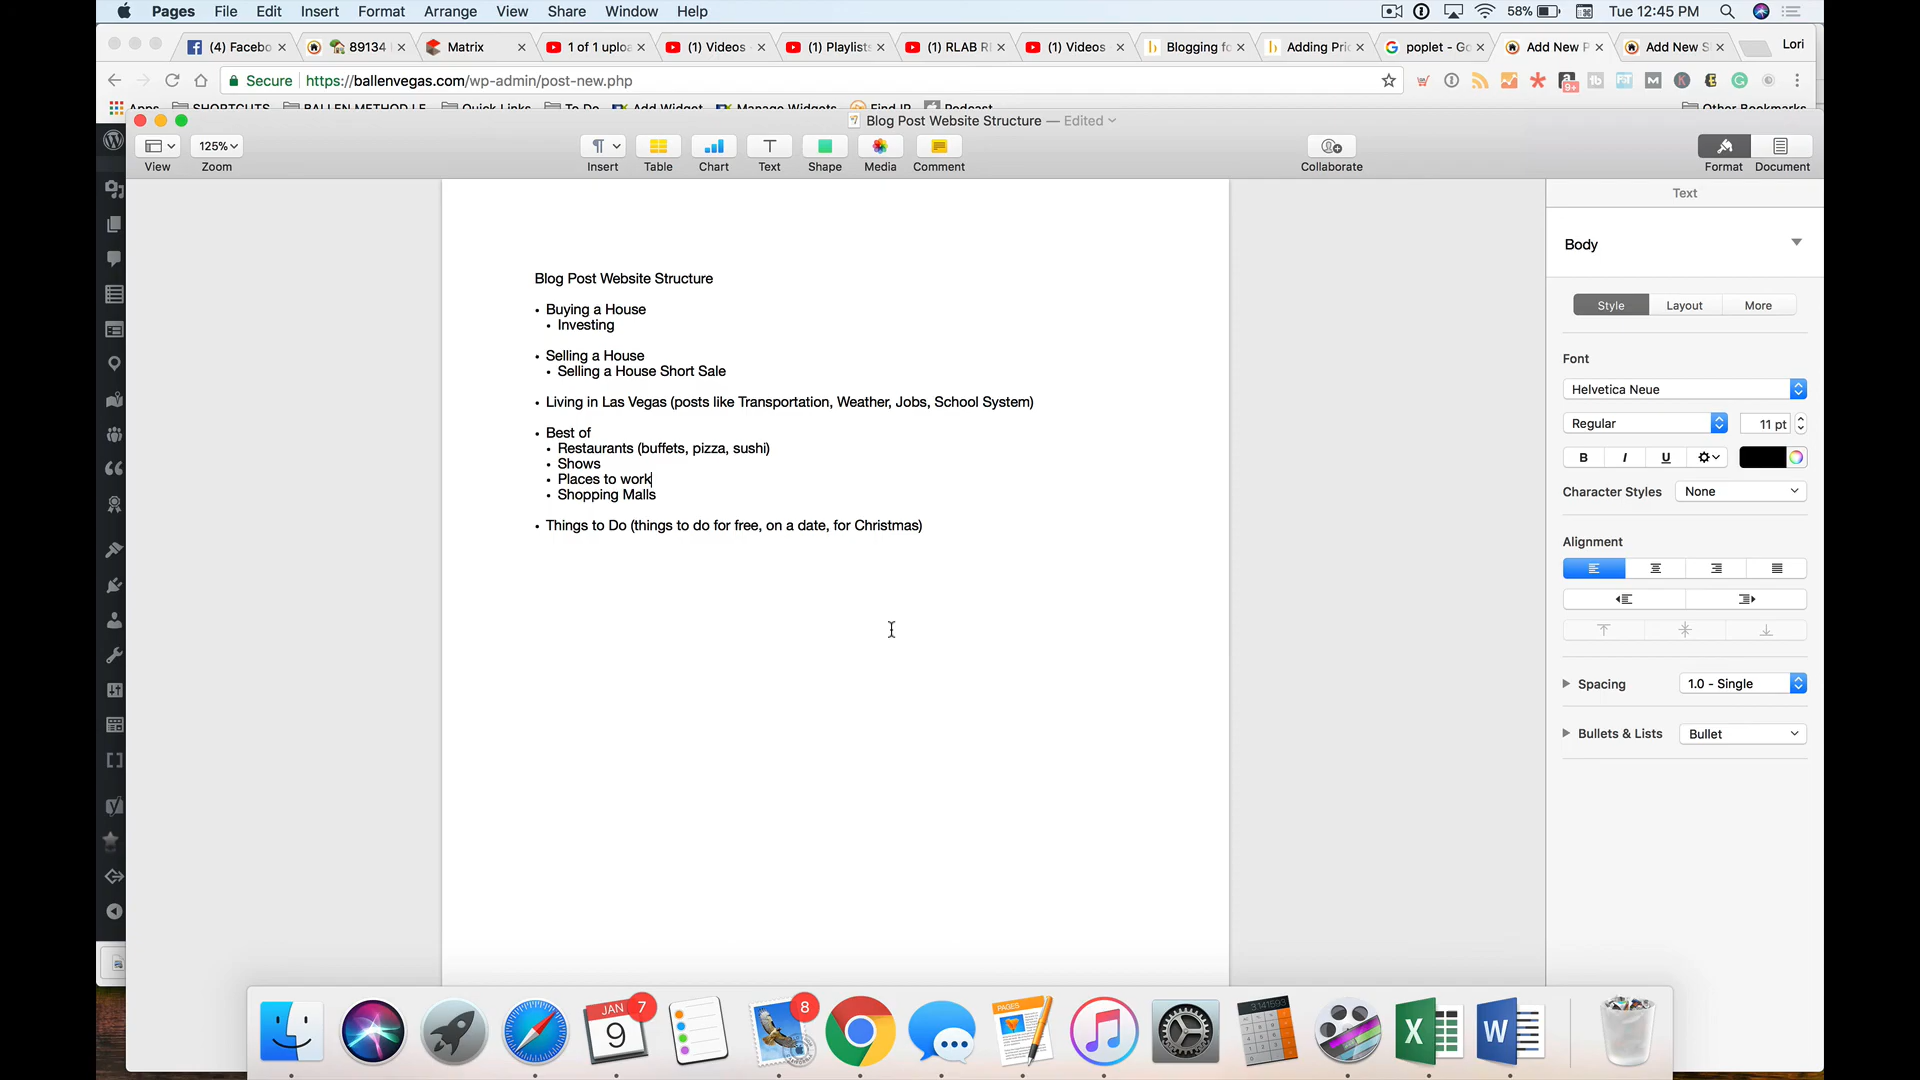 Pages File Edit Insert Format Arrange View Share Window Help 58% Tue 12:45 PM
(4) Facebo 89134 Matrix 1 of 1 uploa (1) Videos (1) Playlists (1) RLAB R (1) Videos Blogging fo Adding Pric poplet - Go Add New P Add New S Lori
Secure https://ballenvegas.com/wp-admin/post-new.php 9+
Apps SHORTCUTS BALLEN METHOD LE Quick Links To Do Add Widget Manage Widgets Find IP Podcast Other Bookmarks
Blog Post Website Structure — Edited
125%
View Zoom Insert Table Chart Text Shape Media Comment Collaborate Format Document
Text
Body
Style Layout More
Font
Helvetica Neue
Regular 11 pt
B I U
Character Styles None
Alignment
Spacing 1.0 - Single
Bullets & Lists Bullet
Blog Post Website Structure
• Buying a House
• Investing
• Selling a House
• Selling a House Short Sale
• Living in Las Vegas (posts like Transportation, Weather, Jobs, School System)
• Best of
• Restaurants (buffets, pizza, sushi)
• Shows
• Places to work
• Shopping Malls
• Things to Do (things to do for free, on a date, for Christmas)
JAN 7
9
8
PAGES
3.141593
X
W